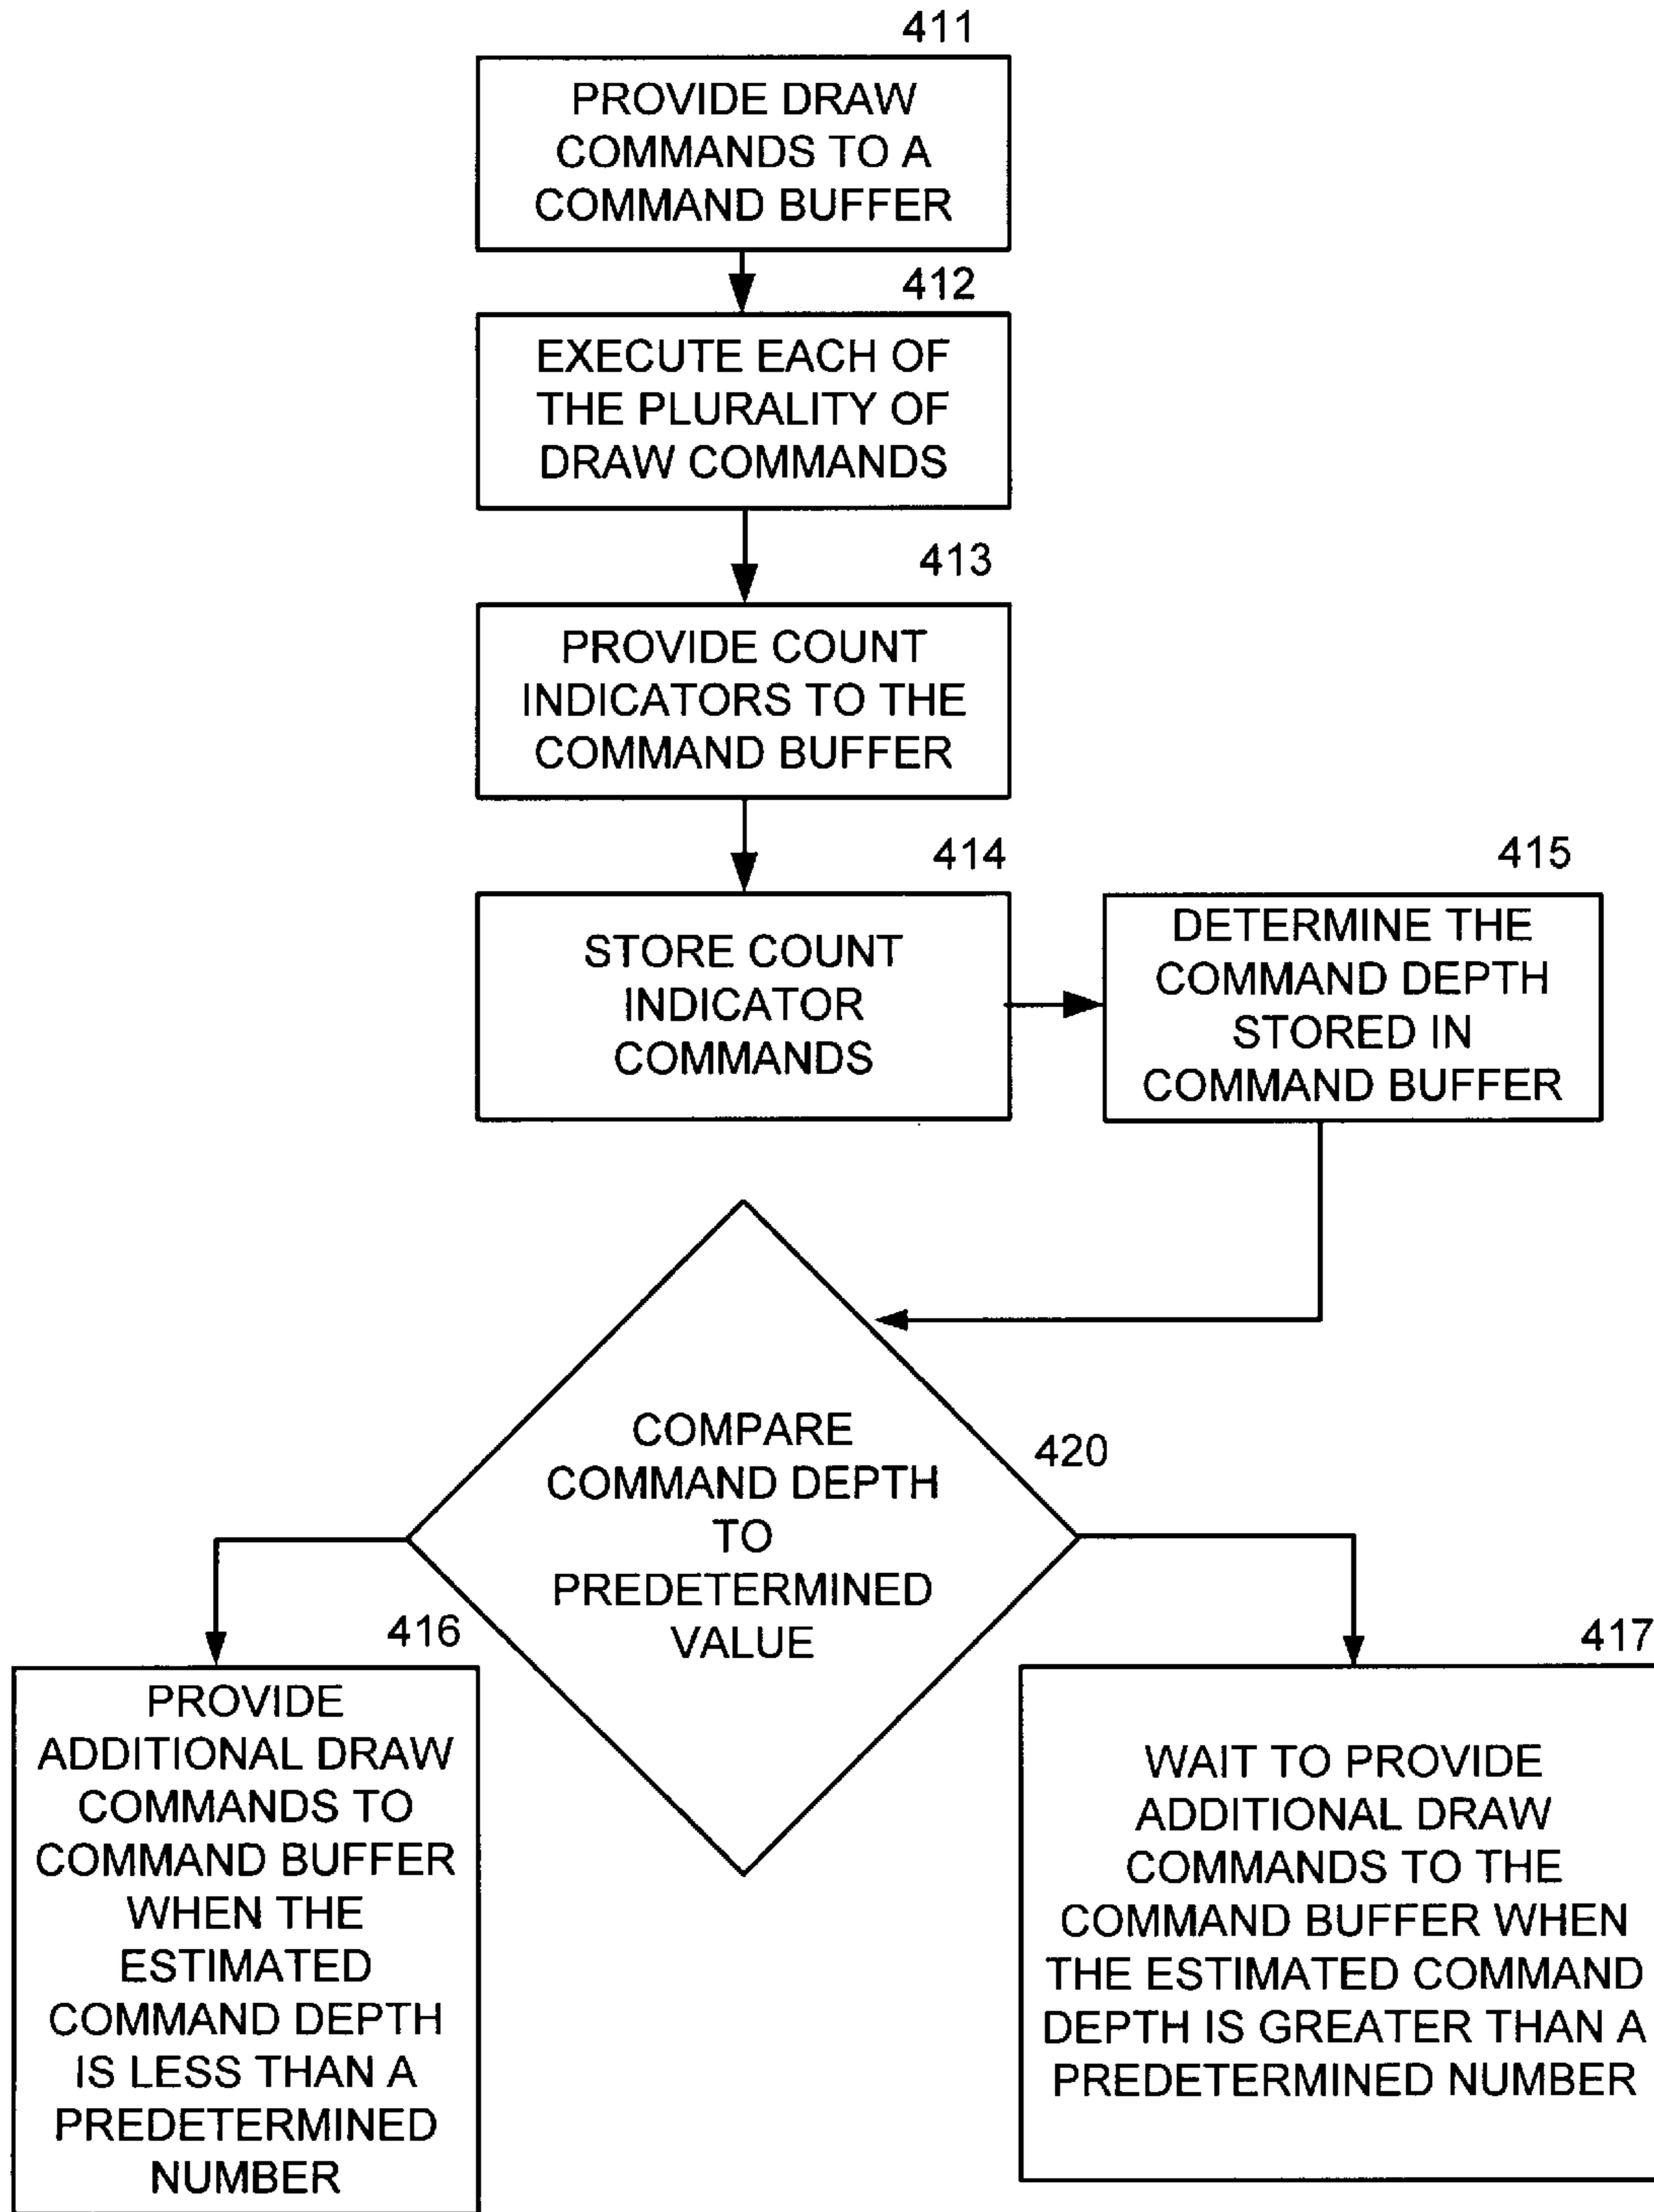 411
PROVIDE DRAW
COMMANDS TO A
COMMAND BUFFER
412
EXECUTE EACH OF
THE PLURALITY OF
DRAW COMMANDS
413
PROVIDE COUNT
INDICATORS TO THE
COMMAND BUFFER
414
STORE COUNT
INDICATOR
COMMANDS
415
DETERMINE THE
COMMAND DEPTH
STORED IN
COMMAND BUFFER
420
COMPARE
COMMAND DEPTH
TO
PREDETERMINED
VALUE
416
PROVIDE
ADDITIONAL DRAW
COMMANDS TO
COMMAND BUFFER
WHEN THE
ESTIMATED
COMMAND DEPTH
IS LESS THAN A
PREDETERMINED
NUMBER
417
WAIT TO PROVIDE
ADDITIONAL DRAW
COMMANDS TO THE
COMMAND BUFFER WHEN
THE ESTIMATED COMMAND
DEPTH IS GREATER THAN A
PREDETERMINED NUMBER